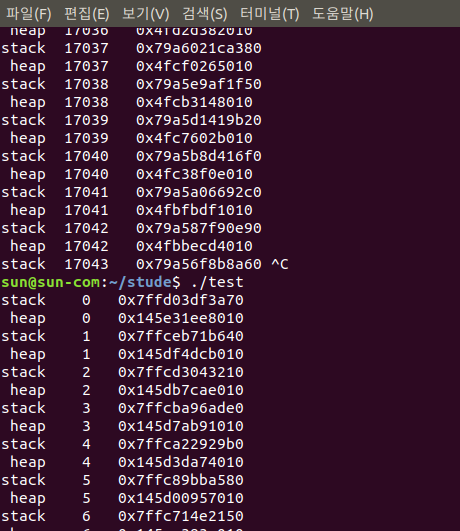 파일(F) 편집(E) 보기(V) 검색(S) 터미널(T) 도움말(H)
heap 17036 0x4fd2d382010
stack 17037 0x79a6021ca380
heap 17037 0x4fcf0265010
stack 17038 0x79a5e9af1f50
heap 17038 0x4fcb3148010
stack 17039 0x79a5d1419b20
heap 17039 0x4fc7602b010
stack 17040 0x79a5b8d416f0
heap 17040 0x4fc38f0e010
stack 17041 0x79a5a06692c0
heap 17041 0x4fbfbdf1010
stack 17042 0x79a587f90e90
heap 17042 0x4fbbecd4010
stack 17043 0x79a56f8b8a60 ^C
sun@sun-com:~/stude$ ./test
stack 0 0x7ffd03df3a70
heap 0 0x145e31ee8010
stack 1 0x7ffceb71b640
heap 1 0x145df4dcb010
stack 2 0x7ffcd3043210
heap 2 0x145db7cae010
stack 3 0x7ffcba96ade0
heap 3 0x145d7ab91010
stack 4 0x7ffca22929b0
heap 4 0x145d3da74010
stack 5 0x7ffc89bba580
heap 5 0x145d00957010
stack 6 0x7ffc714e2150